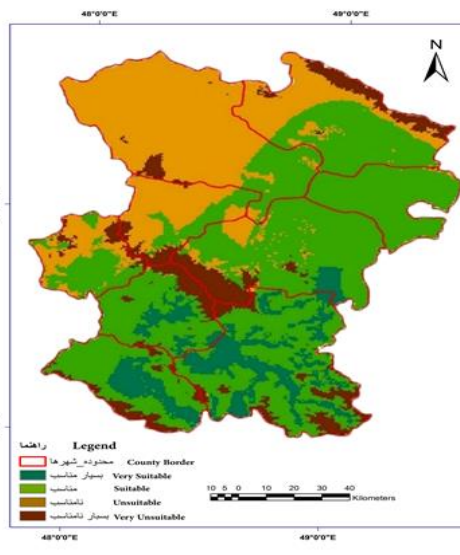 48°0'0"E 49°0'0"E
N
راهنما Legend
محدوده_شهرها County Border
بسیار مناسب Very Suitable
مناسب Suitable
نامناسب Unsuitable
بسیار نامناسب Very Unsuitable
10 5 0 10 20 30 40
Kilometers
48°0'0"E 49°0'0"E